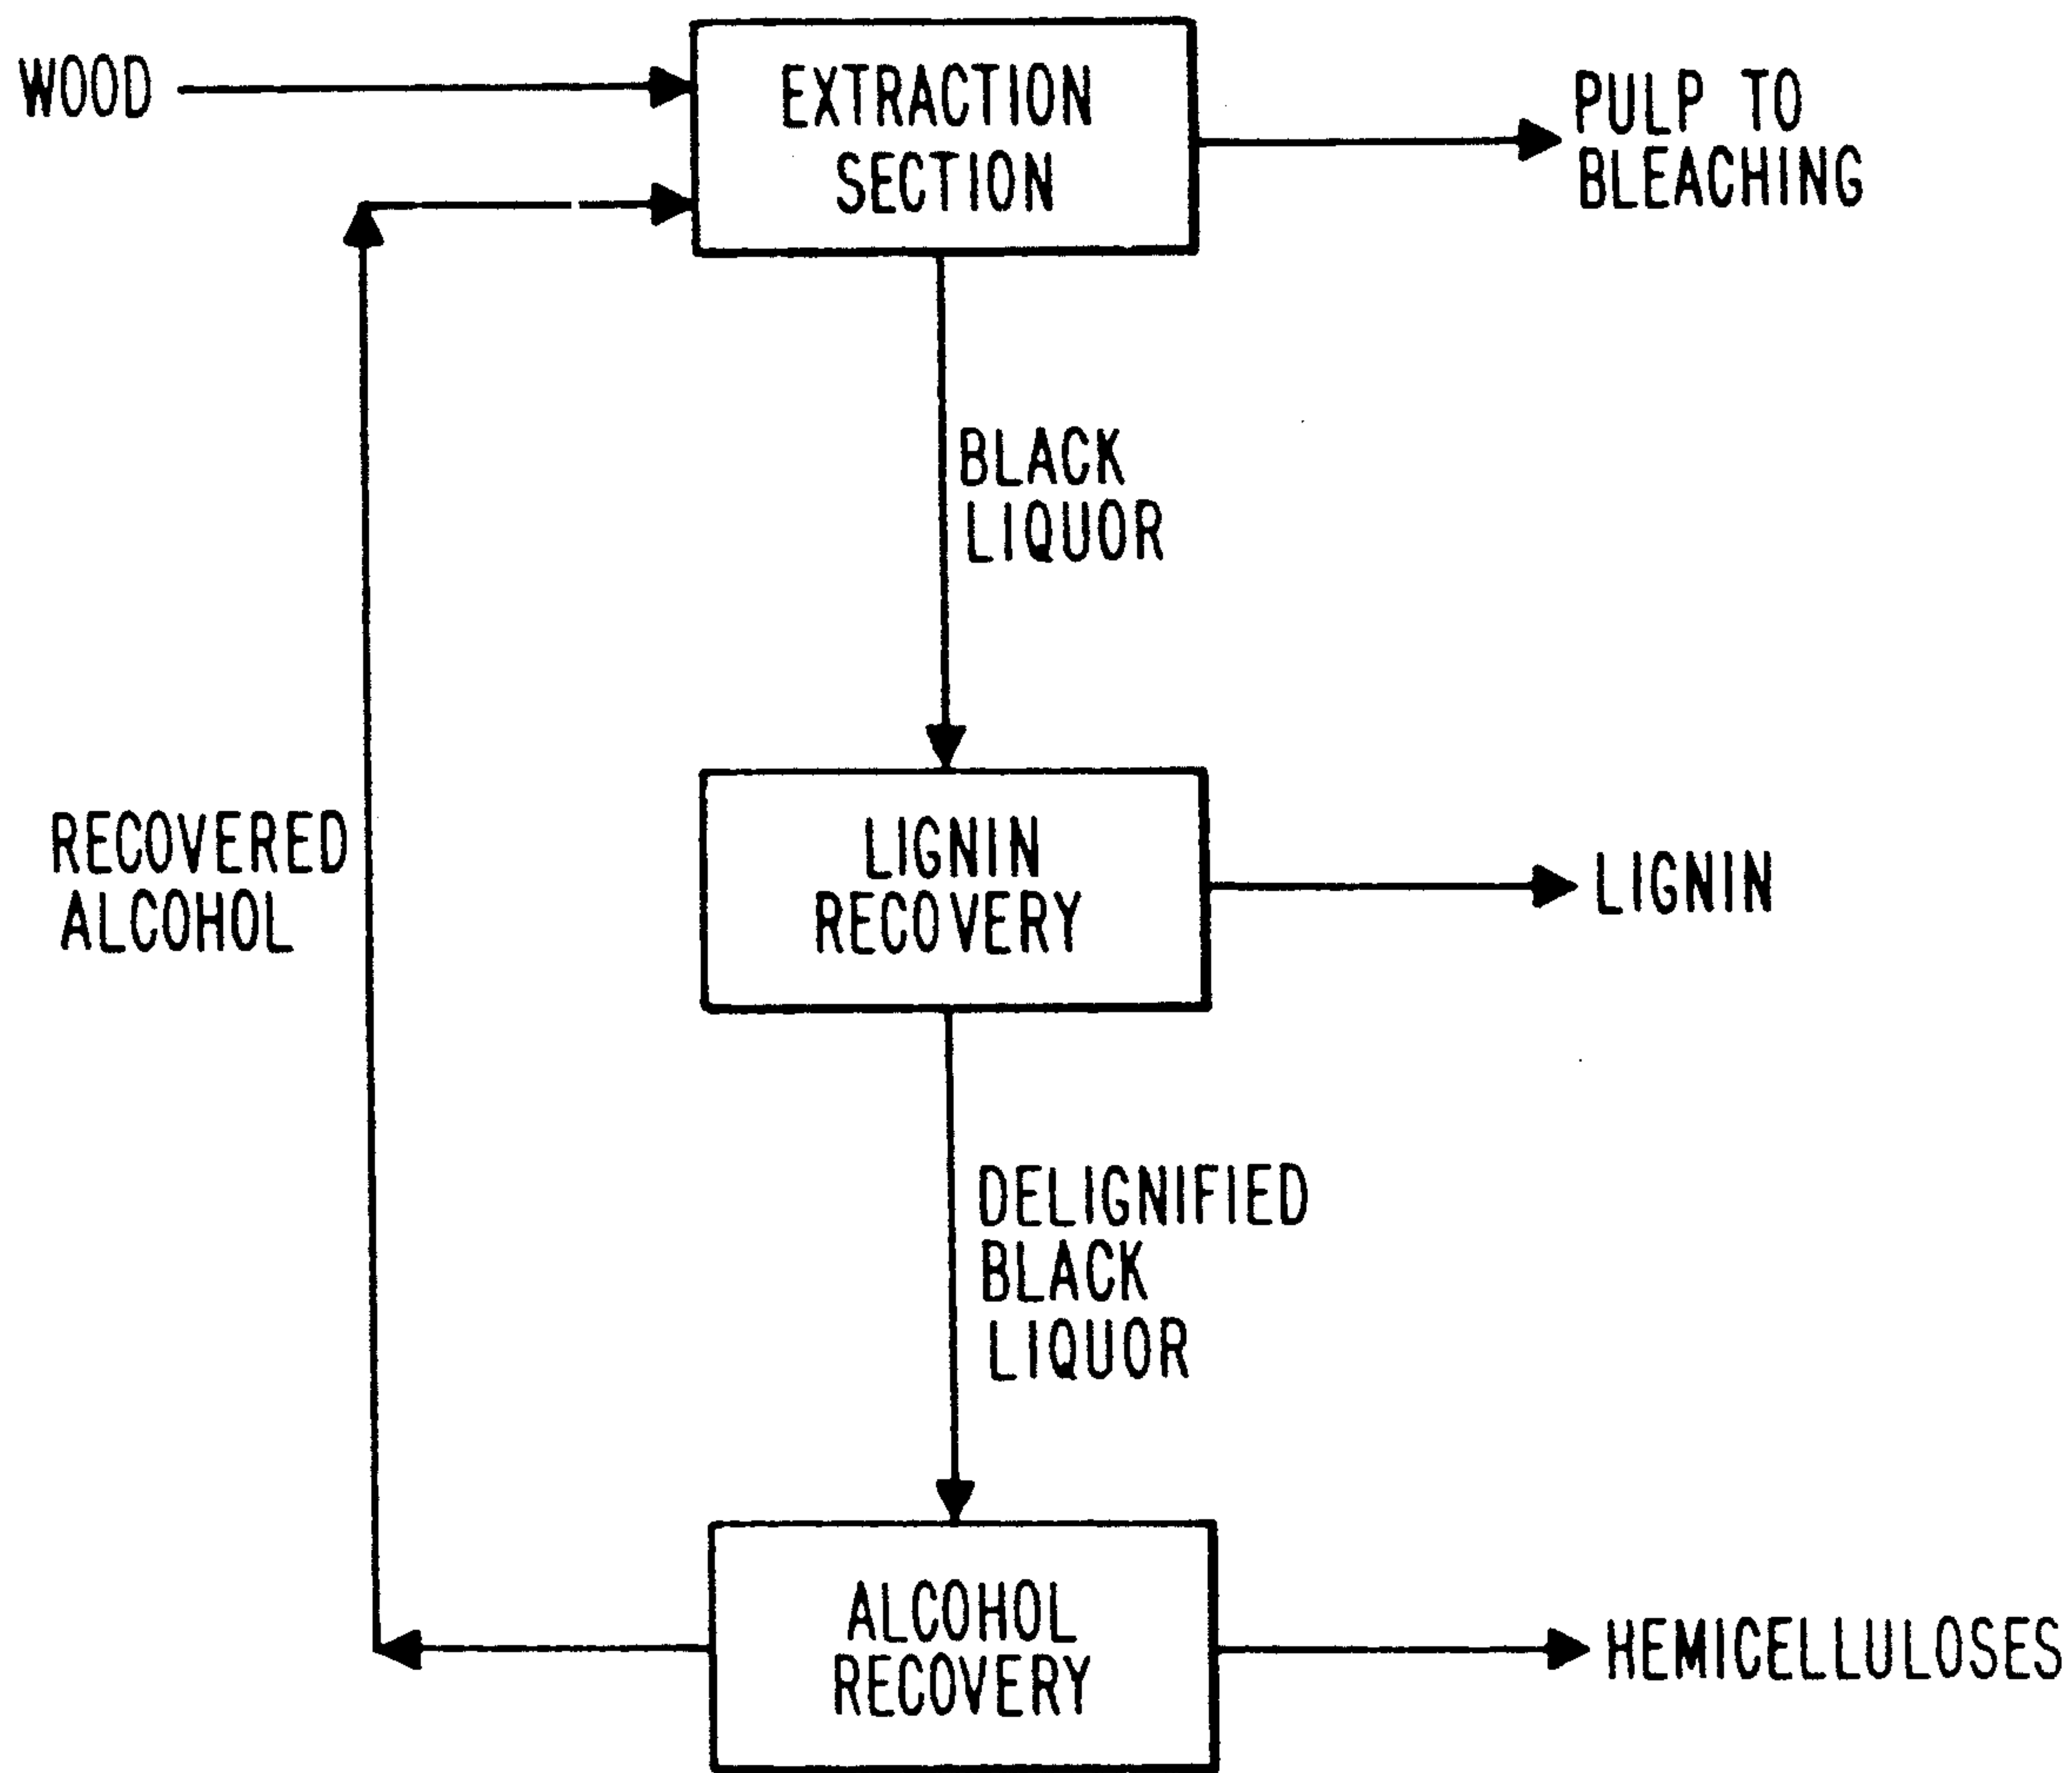 WOOD
EXTRACTION
SECTION
PULP TO
BLEACHING
BLACK
LIQUOR
RECOVERED
ALCOHOL
LIGNIN
RECOVERY
LIGNIN
DELIGNIFIED
BLACK
LIQUOR
ALCOHOL
RECOVERY
HEMICELLULOSES